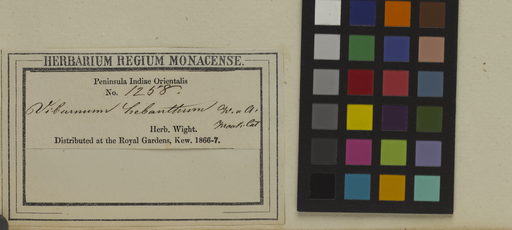 HERBARIUM REGIUM MONACENSE.
Peninsula Indiae Orientalis
No. 1258
Viburnum hebanthum W. & A.
Herb. Wight.
Distributed at the Royal Gardens, Kew. 1866-7.